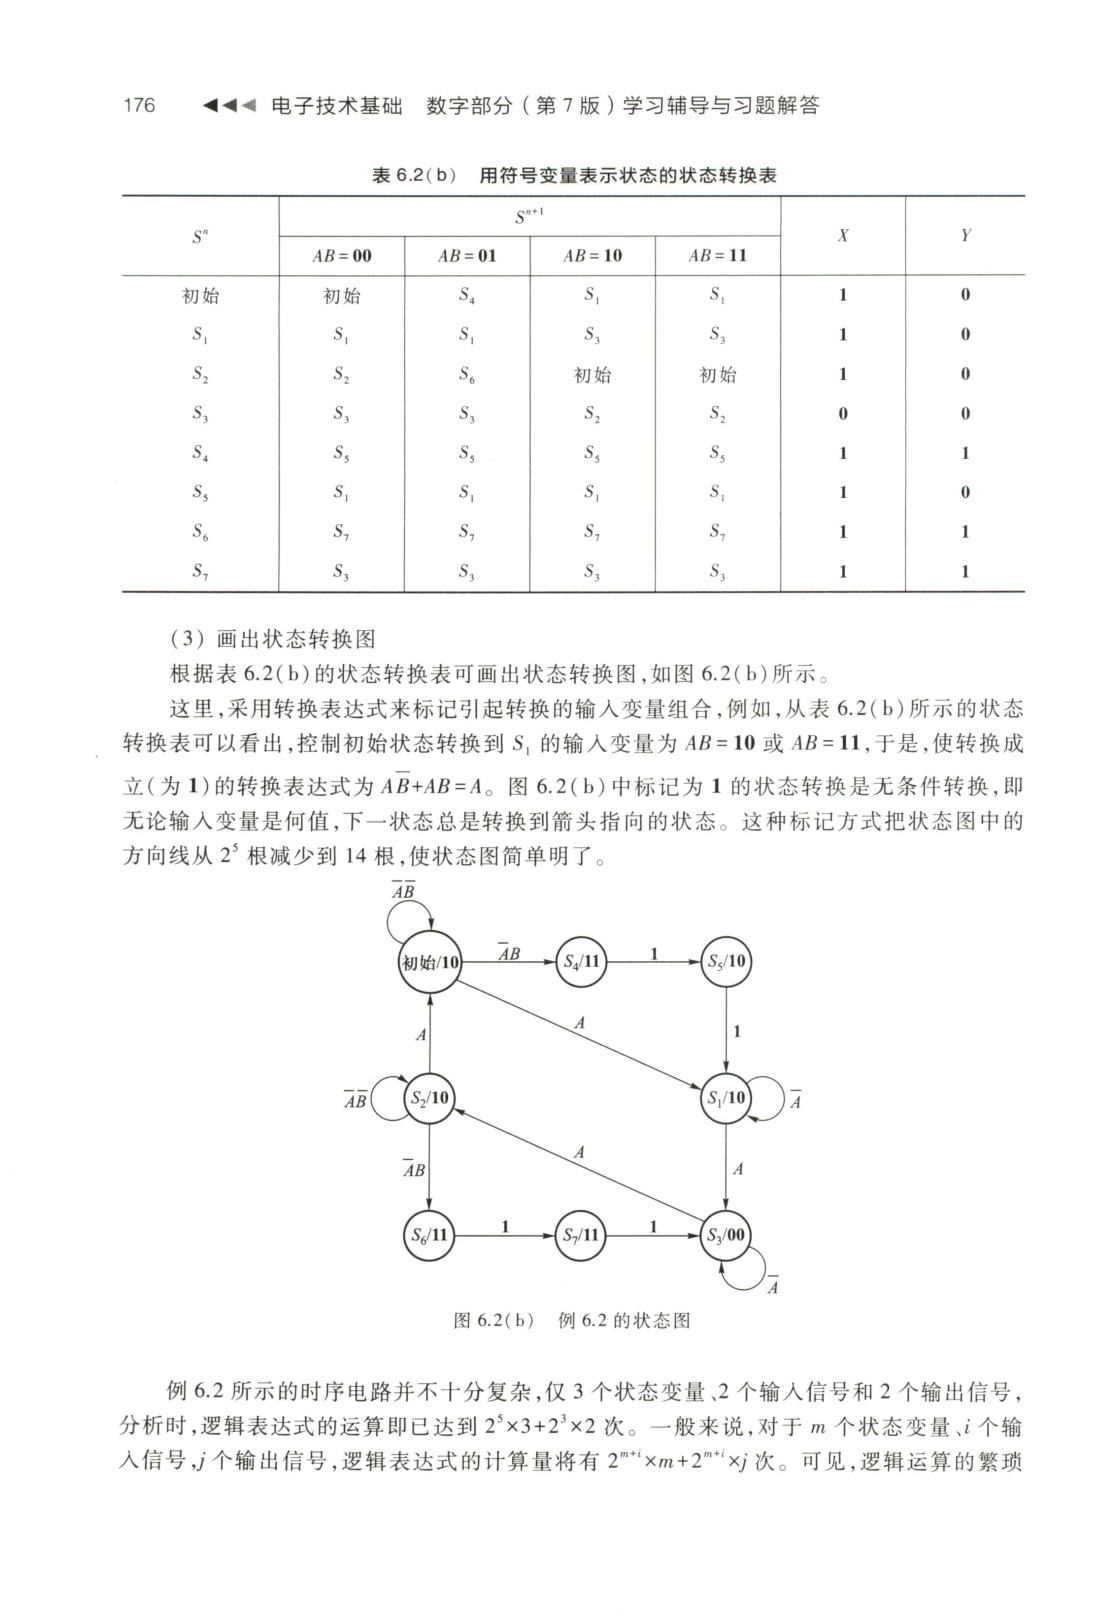 176 ◀◀◀ 电子技术基础 数字部分(第7版)学习辅导与习题解答
表 6.2(b) 用符号变量表示状态的状态转换表
Sⁿ Sⁿ⁺¹ X Y
AB=00 AB=01 AB=10 AB=11
初始 初始 S₄ S₁ S₁ 1 0
S₁ S₁ S₁ S₃ S₃ 1 0
S₂ S₂ S₆ 初始 初始 1 0
S₃ S₃ S₃ S₂ S₂ 0 0
S₄ S₅ S₅ S₅ S₅ 1 1
S₅ S₁ S₁ S₁ S₁ 1 0
S₆ S₇ S₇ S₇ S₇ 1 1
S₇ S₃ S₃ S₃ S₃ 1 1
(3) 画出状态转换图
根据表 6.2(b)的状态转换表可画出状态转换图,如图 6.2(b)所示。
这里,采用转换表达式来标记引起转换的输入变量组合,例如,从表 6.2(b)所示的状态
转换表可以看出,控制初始状态转换到 S₁ 的输入变量为 AB=10 或 AB=11,于是,使转换成
立(为 1)的转换表达式为 AB̅+AB=A。图 6.2(b)中标记为 1 的状态转换是无条件转换,即
无论输入变量是何值,下一状态总是转换到箭头指向的状态。这种标记方式把状态图中的
方向线从 2⁵ 根减少到 14 根,使状态图简单明了。
A̅B̅
初始/10 A̅B S₄/11 1 S₅/10
A A 1
A̅B̅ S₂/10 S₁/10 A̅
A̅B A A
S₆/11 1 S₇/11 1 S₃/00
A̅
图 6.2(b) 例 6.2 的状态图
例 6.2 所示的时序电路并不十分复杂,仅 3 个状态变量、2 个输入信号和 2 个输出信号,
分析时,逻辑表达式的运算即已达到 2⁵×3+2³×2 次。一般来说,对于 m 个状态变量、i 个输
入信号,j 个输出信号,逻辑表达式的计算量将有 2ᵐ⁺ⁱ×m+2ᵐ⁺ⁱ×j 次。可见,逻辑运算的繁琐